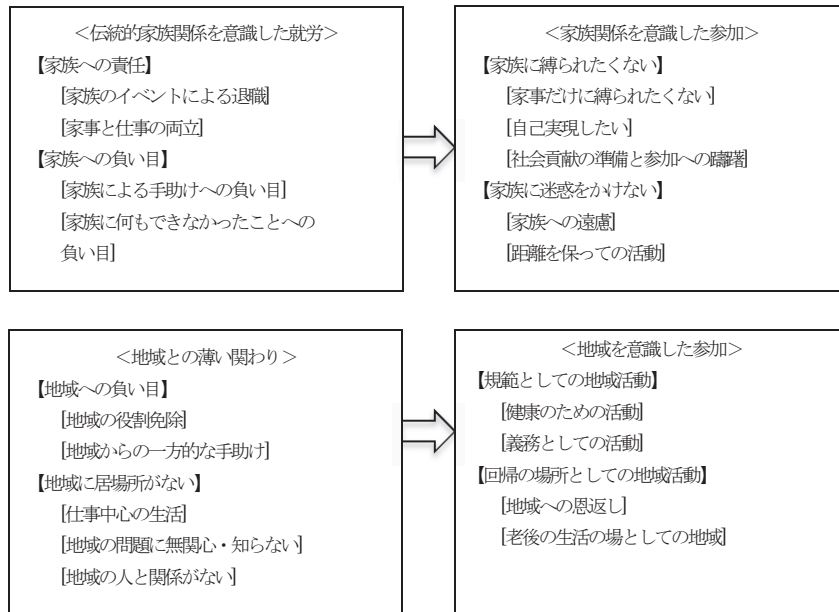 ＜伝統的家族関係を意識した就労＞
【家族への責任】
[家族のイベントによる退職]
[家事と仕事の両立]
【家族への負い目】
[家族による手助けへの負い目]
[家族に何もできなかったことへの
負い目]
＜家族関係を意識した参加＞
【家族に縛られたくない】
[家事だけに縛られたくない]
[自己実現したい]
[社会貢献の準備と参加への躊躇]
【家族に迷惑をかけない】
[家族への遠慮]
[距離を保っての活動]
＜地域との薄い関わり＞
【地域への負い目】
[地域の役割免除]
[地域からの一方的な手助け]
【地域に居場所がない】
[仕事中心の生活]
[地域の問題に無関心・知らない]
[地域の人と関係がない]
＜地域を意識した参加＞
【規範としての地域活動】
[健康のための活動]
[義務としての活動]
【回帰の場所としての地域活動】
[地域への恩返し]
[老後の生活の場としての地域]